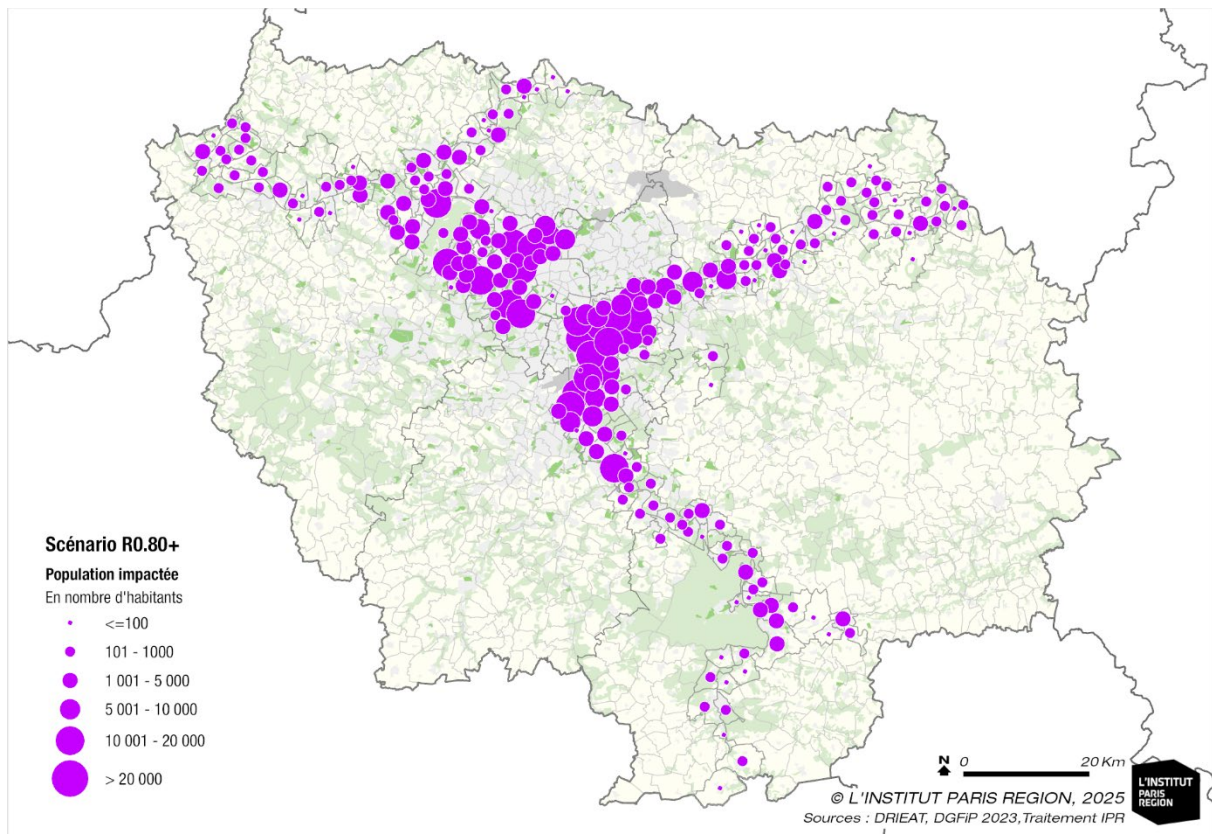 Scénario R0.80+
Population impactée
En nombre d'habitants
<=100
101 - 1000
1 001 - 5 000
5 001 - 10 000
10 001 - 20 000
> 20 000
N 0 20 Km
© L'INSTITUT PARIS REGION, 2025
Sources : DRIEAT, DGFiP 2023,Traitement IPR
L'INSTITUT
PARIS
REGION